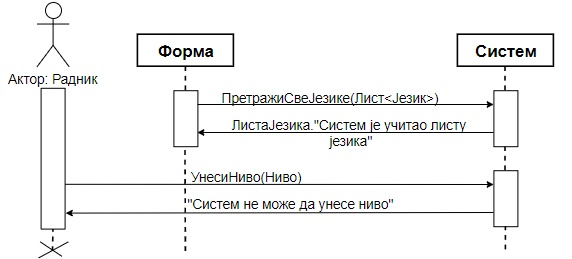 Форма
Систем
Актор: Радник
ПретражиСвеЈезике(Лист<Језик>)
ЛистаЈезика."Систем је учитао листу
језика"
УнесиНиво(Ниво)
"Систем не може да унесе ниво"